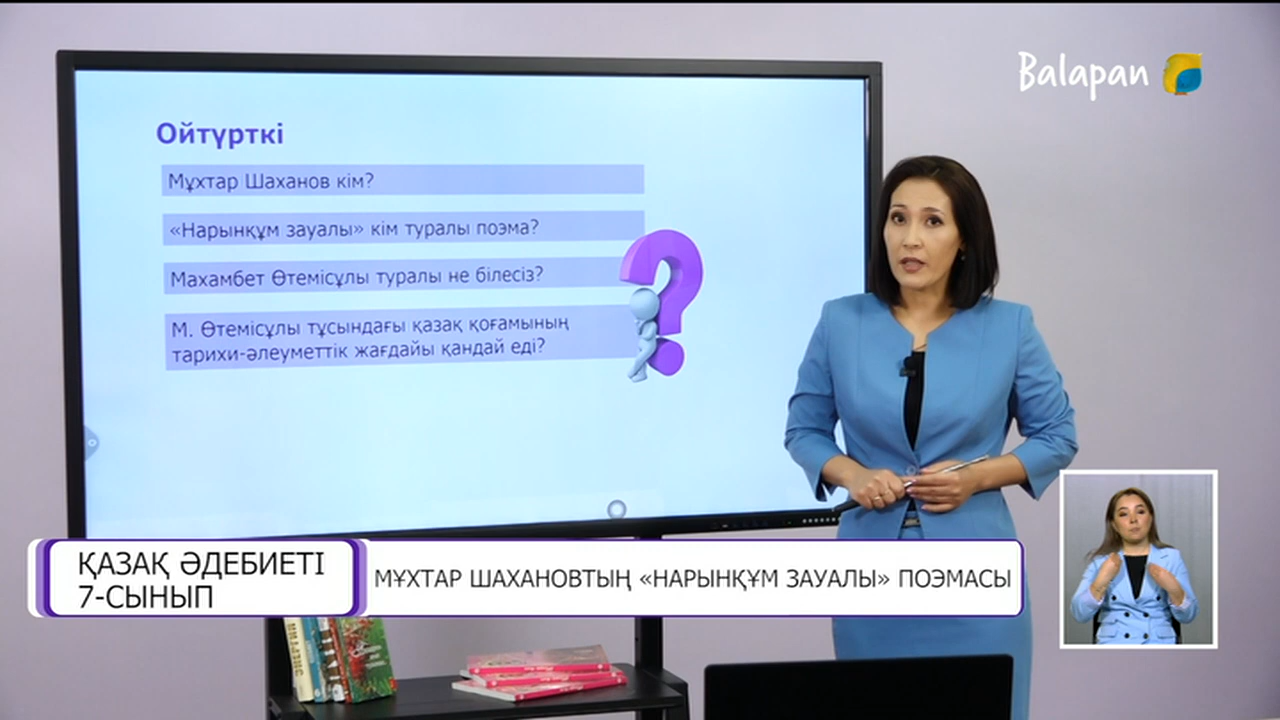 Balapan
Ойтүрткі
Мұхтар Шаханов кім?
«Нарынқұм зауалы» кім туралы поэма?
Махамбет Өтемісұлы туралы не білесіз?
М. Өтемісұлы тұсындағы қазақ қоғамының
тарихи-әлеуметтік жағдайы қандай еді?
ҚАЗАҚ ӘДЕБИЕТІ
7-СЫНЫП
МҰХТАР ШАХАНОВТЫҢ «НАРЫНҚҰМ ЗАУАЛЫ» ПОЭМАСЫ